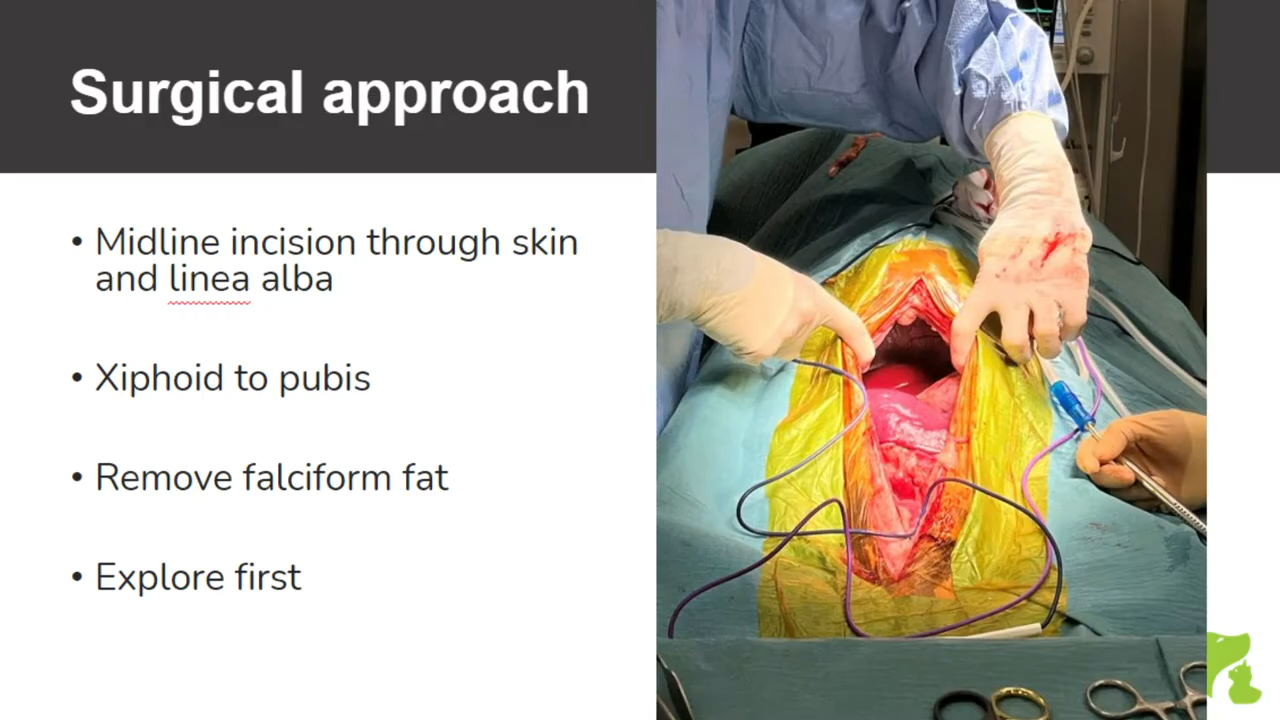 Surgical approach
• Midline incision through skin
and linea alba
• Xiphoid to pubis
• Remove falciform fat
• Explore first